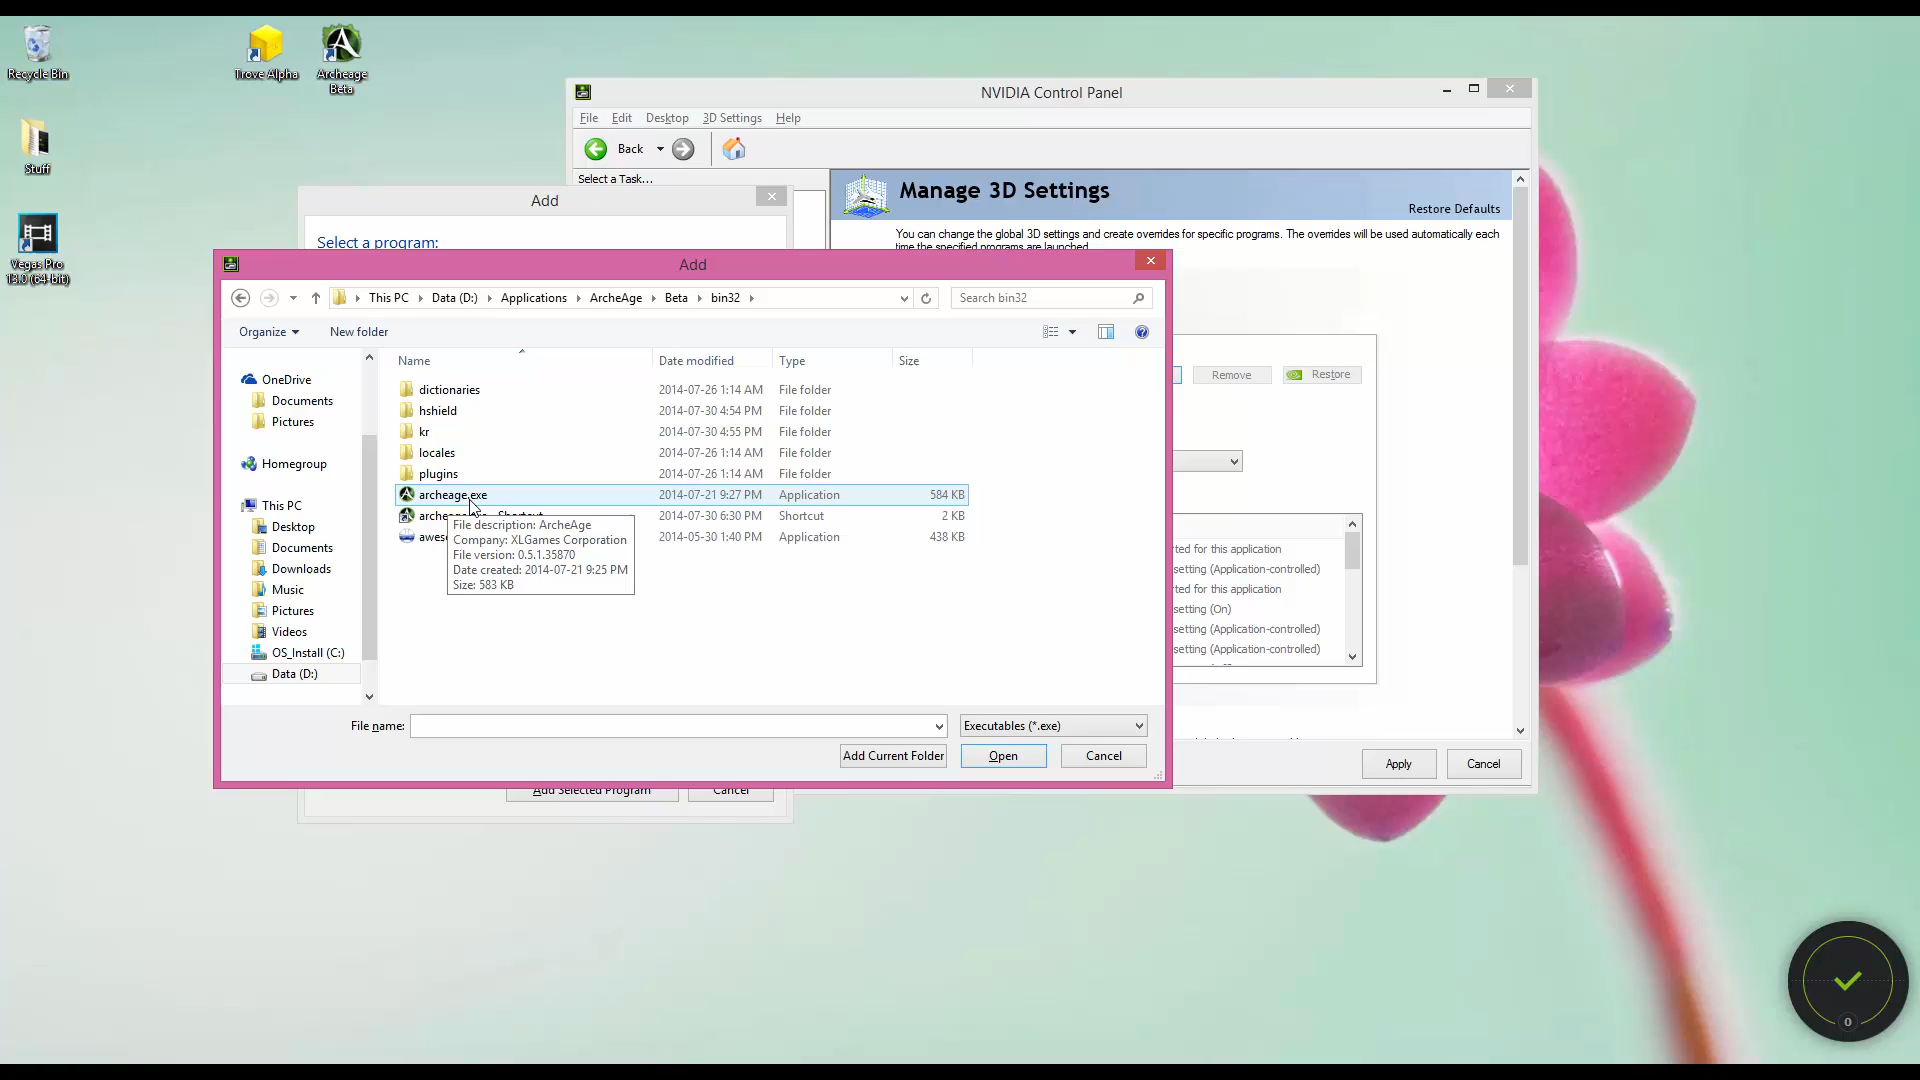 Recycle Bin
Trove Alpha
Archeage
Beta
Stuff
Vegas Pro
13.0 (64-bit)
NVIDIA Control Panel
File Edit Desktop 3D Settings Help
Back
Select a Task...
Manage 3D Settings
Restore Defaults
You can change the global 3D settings and create overrides for specific programs. The overrides will be used automatically each
time the specified programs are launched.
Add
Select a program:
Add
This PC Data (D:) Applications ArcheAge Beta bin32
Search bin32
Organize New folder
Name Date modified Type Size
OneDrive
Documents
Pictures
Homegroup
This PC
Desktop
Documents
Downloads
Music
Pictures
Videos
OS_Install (C:)
Data (D:)
dictionaries 2014-07-26 1:14 AM File folder
hshield 2014-07-30 4:54 PM File folder
kr 2014-07-30 4:55 PM File folder
locales 2014-07-26 1:14 AM File folder
plugins 2014-07-26 1:14 AM File folder
archeage.exe 2014-07-21 9:27 PM Application 584 KB
2014-07-30 6:30 PM Shortcut 2 KB
2014-05-30 1:40 PM Application 438 KB
File description: ArcheAge
Company: XLGames Corporation
File version: 0.5.1.35870
Date created: 2014-07-21 9:25 PM
Size: 583 KB
File name:
Executables (*.exe)
Add Current Folder Open Cancel
Remove Restore
ted for this application
setting (Application-controlled)
ted for this application
setting (On)
setting (Application-controlled)
setting (Application-controlled)
Apply Cancel
Add Selected Program Cancel
0